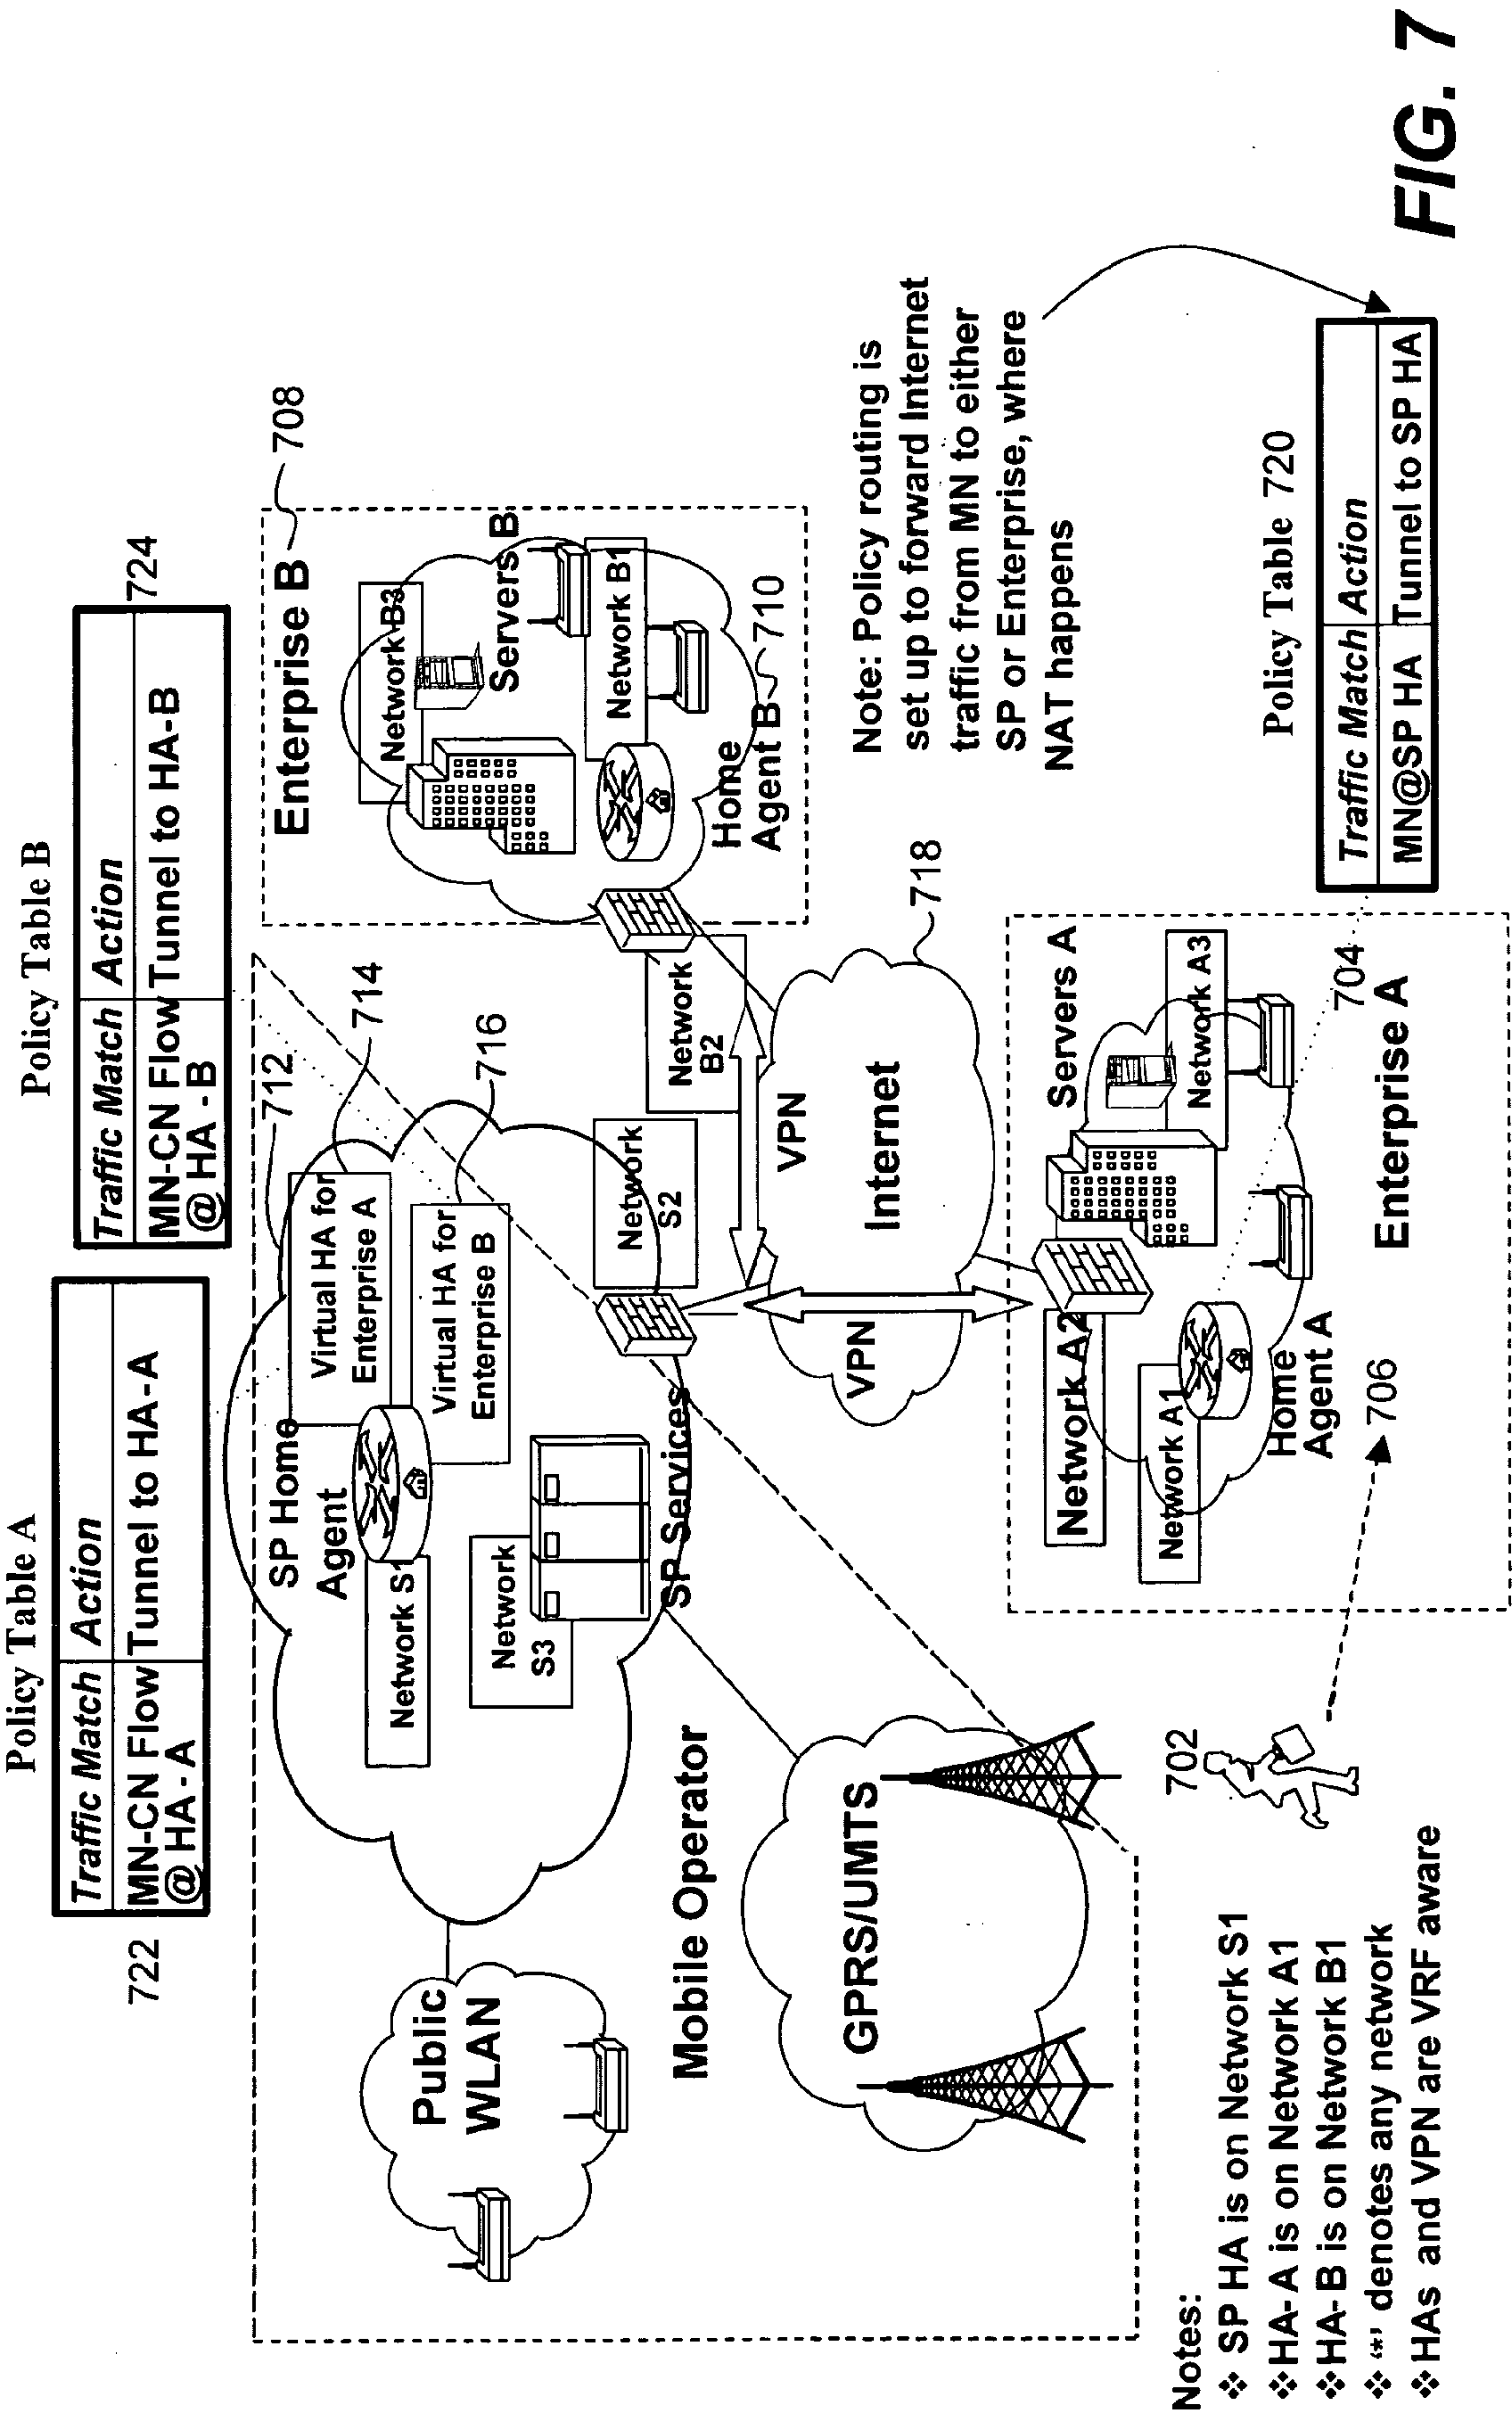 Policy Table A
722
Traffic Match Action
MN-CN Flow Tunnel to HA-A
@ HA - A
Policy Table B
724
Traffic Match Action
MN-CN Flow Tunnel to HA-B
@ HA - B
712
714
716
SP Home
Agent
Virtual HA for
Enterprise A
Virtual HA for
Enterprise B
Network S1
Network
S3
SP Services
Network
S2
Public
WLAN
Mobile Operator
GPRS/UMTS
Enterprise B 708
Network B3
Servers B
Network B1
Home
Agent B 710
Network
B2
VPN
VPN
Internet
718
Note: Policy routing is
set up to forward Internet
traffic from MN to either
SP or Enterprise, where
NAT happens
Servers A
Network A3
Network A2
Network A1
Home
Agent A
704
Enterprise A
706
702
Policy Table 720
Traffic Match Action
MN@SP HA Tunnel to SP HA
Notes:
❖ SP HA is on Network S1
❖ HA- A is on Network A1
❖ HA- B is on Network B1
❖ ‘*’ denotes any network
❖ HAs and VPN are VRF aware
FIG. 7